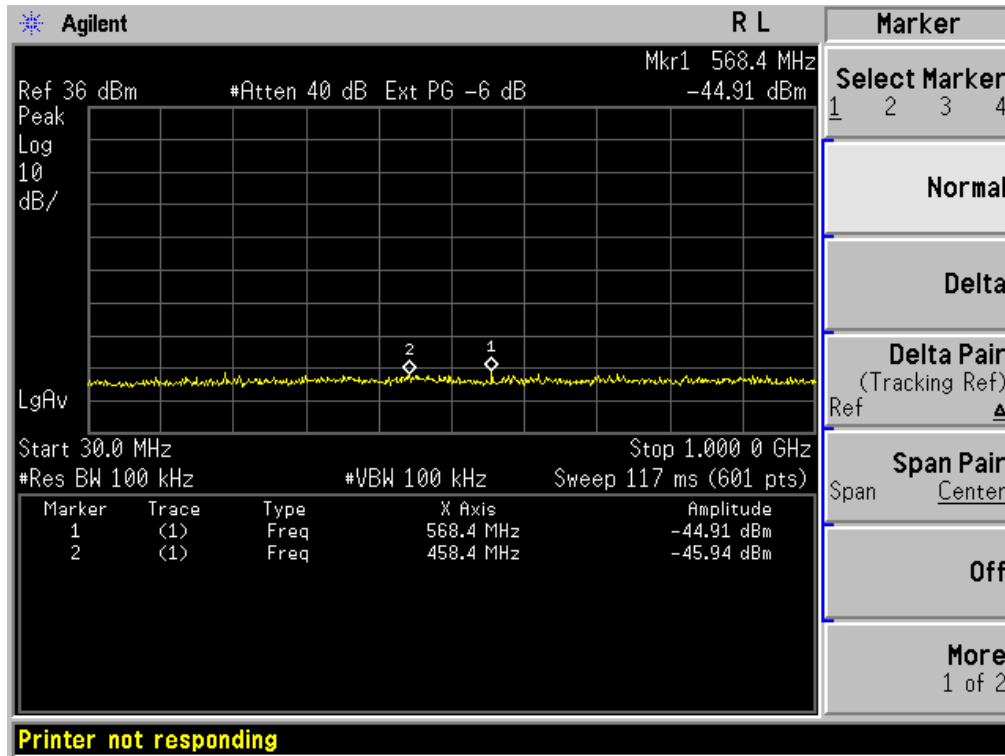 Agilent R L Marker
Mkr1 568.4 MHz
Ref 36 dBm #Atten 40 dB Ext PG -6 dB -44.91 dBm
Peak
Log
10
dB/
2 1
LgAv
Start 30.0 MHz Stop 1.000 0 GHz
#Res BW 100 kHz #VBW 100 kHz Sweep 117 ms (601 pts)
Marker Trace Type X Axis Amplitude
1 (1) Freq 568.4 MHz -44.91 dBm
2 (1) Freq 458.4 MHz -45.94 dBm
Select Marker
1 2 3 4
Normal
Delta
Delta Pair
(Tracking Ref)
Ref Δ
Span Pair
Span Center
Off
More
1 of 2
Printer not responding